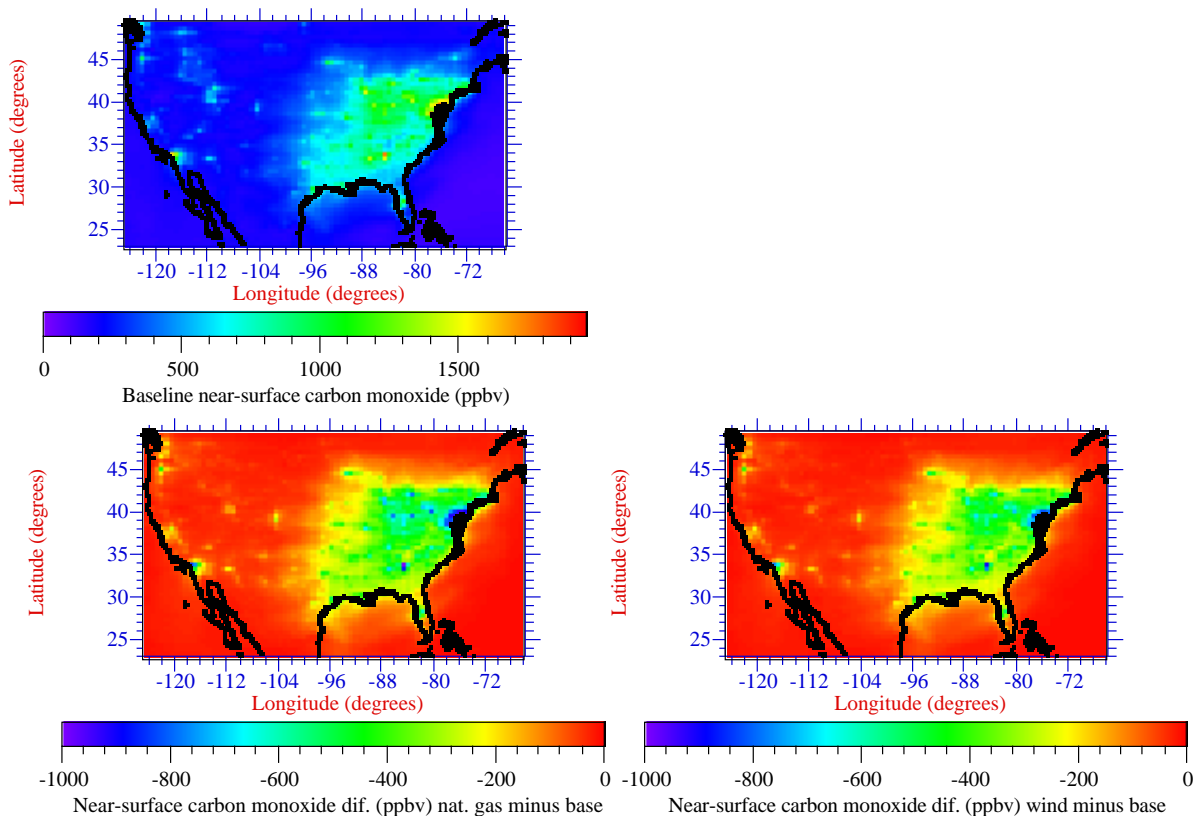 45
40
35
30
25
Latitude (degrees)
-120 -112 -104 -96 -88 -80 -72
Longitude (degrees)
0 500 1000 1500
Baseline near-surface carbon monoxide (ppbv)
45
40
35
30
25
Latitude (degrees)
-120 -112 -104 -96 -88 -80 -72
Longitude (degrees)
-1000 -800 -600 -400 -200 0
Near-surface carbon monoxide dif. (ppbv) nat. gas minus base
45
40
35
30
25
Latitude (degrees)
-120 -112 -104 -96 -88 -80 -72
Longitude (degrees)
-1000 -800 -600 -400 -200 0
Near-surface carbon monoxide dif. (ppbv) wind minus base